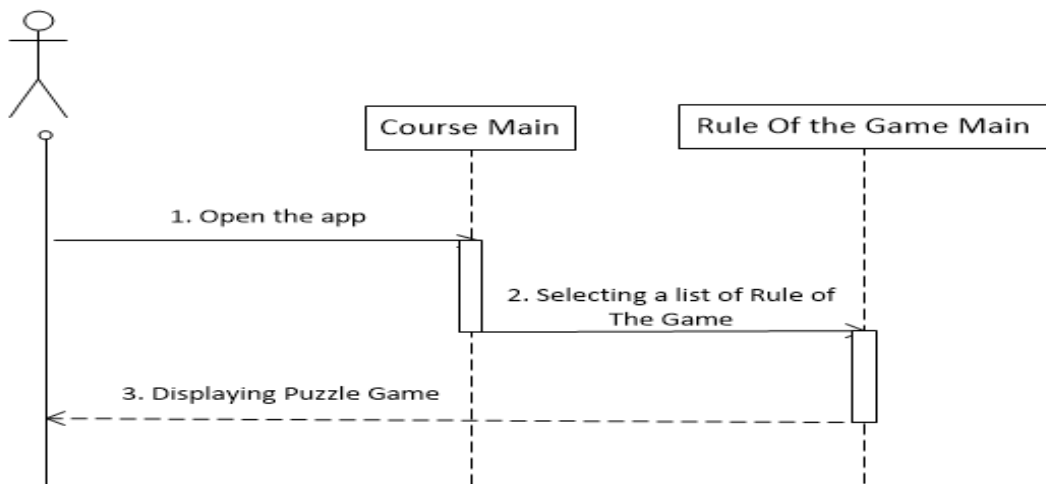 Course Main
Rule Of the Game Main
1. Open the app
2. Selecting a list of Rule of
The Game
3. Displaying Puzzle Game